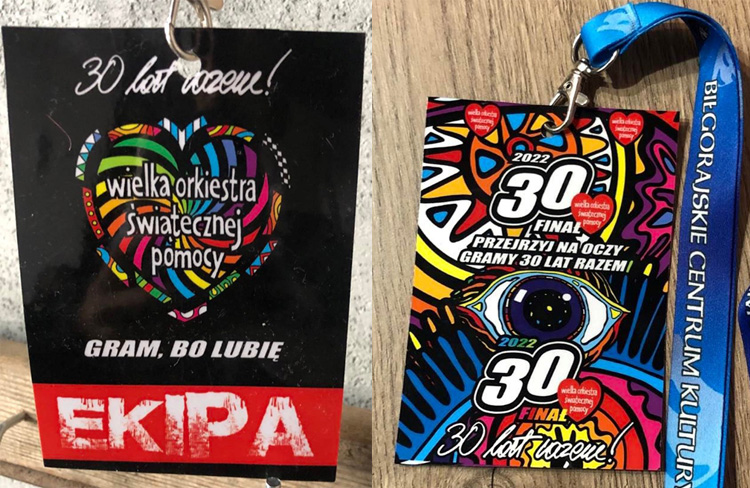 30 lat razem!
wielka orkiestra
świątecznej
pomocy
GRAM, BO LUBIĘ
EKIPA
wielka orkiestra
świątecznej
pomocy
wielka orkiestra
świątecznej
pomocy
2022
30
FINAŁ
wielka orkiestra
świątecznej
pomocy
PRZEJRZYJ NA OCZY
GRAMY 30 LAT RAZEM
2022
30
FINAŁ
wielka orkiestra
świątecznej
pomocy
30 lat razem!
BIŁGORAJSKIE CENTRUM KULTURY